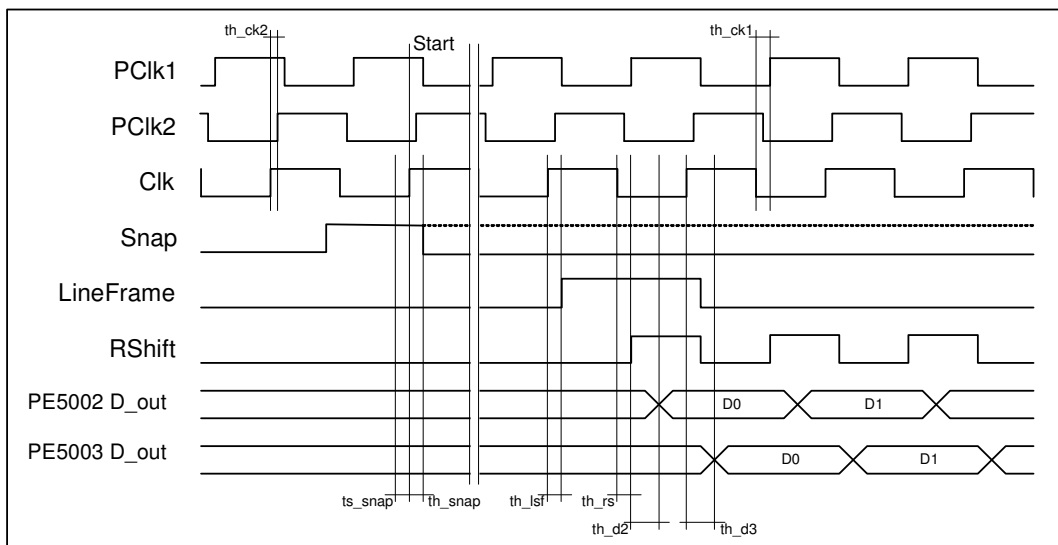 th_ck2
Start
th_ck1
PClk1
PClk2
Clk
Snap
LineFrame
RShift
PE5002 D_out
D0
D1
PE5003 D_out
D0
D1
ts_snap
th_snap
th_lsf
th_rs
th_d2
th_d3